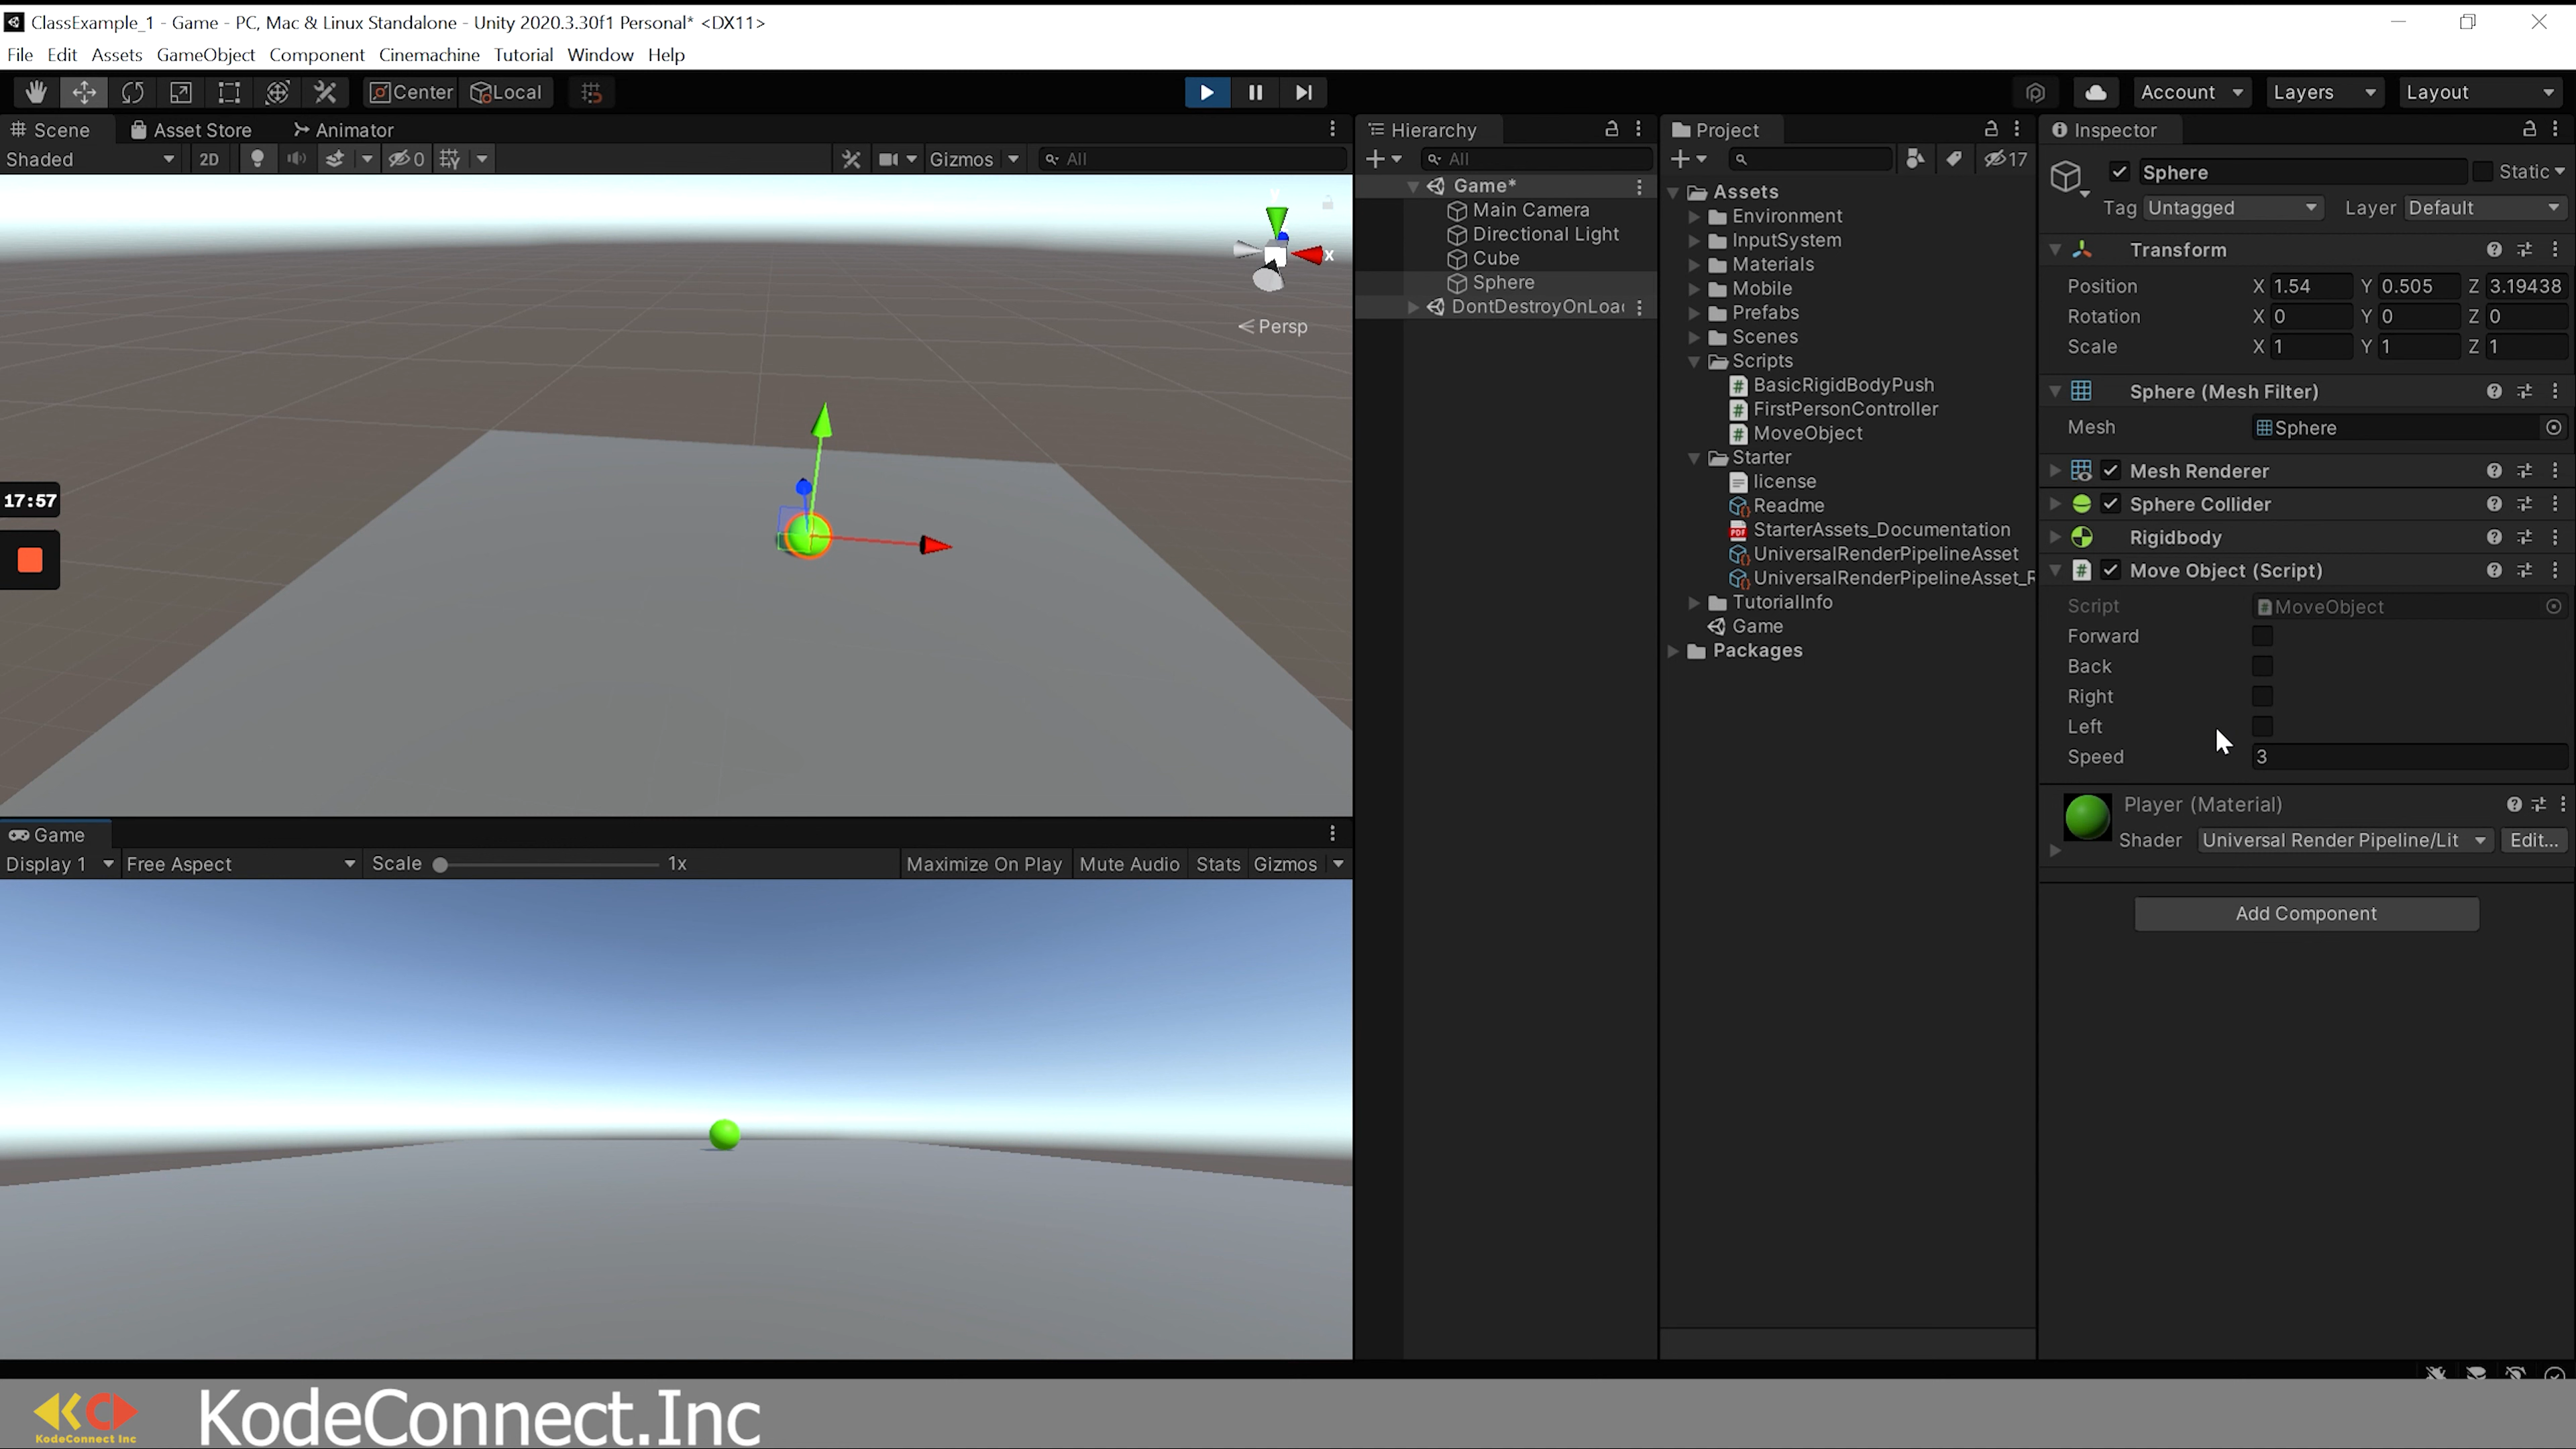 ClassExample_1 - Game - PC, Mac & Linux Standalone - Unity 2020.3.30f1 Personal* <DX11>
File Edit Assets GameObject Component Cinemachine Tutorial Window Help
Center Local
Account Layers Layout
Scene Asset Store Animator
Shaded 2D 0 Gizmos All
x
Persp
17:57
Game
Display 1 Free Aspect Scale 1x Maximize On Play Mute Audio Stats Gizmos
Hierarchy
All
Game*
Main Camera
Directional Light
Cube
Sphere
DontDestroyOnLoa
Project
17
Assets
Environment
InputSystem
Materials
Mobile
Prefabs
Scenes
Scripts
BasicRigidBodyPush
FirstPersonController
MoveObject
Starter
license
Readme
PDF
StarterAssets_Documentation
UniversalRenderPipelineAsset
UniversalRenderPipelineAsset_R
TutorialInfo
Game
Packages
Inspector
Sphere Static
Tag Untagged Layer Default
Transform
Position X 1.54 Y 0.505 Z 3.19438
Rotation X 0 Y 0 Z 0
Scale X 1 Y 1 Z 1
Sphere (Mesh Filter)
Mesh Sphere
Mesh Renderer
Sphere Collider
Rigidbody
Move Object (Script)
Script MoveObject
Forward
Back
Right
Left
Speed 3
Player (Material)
Shader Universal Render Pipeline/Lit Edit...
Add Component
KodeConnect Inc
KodeConnect.Inc